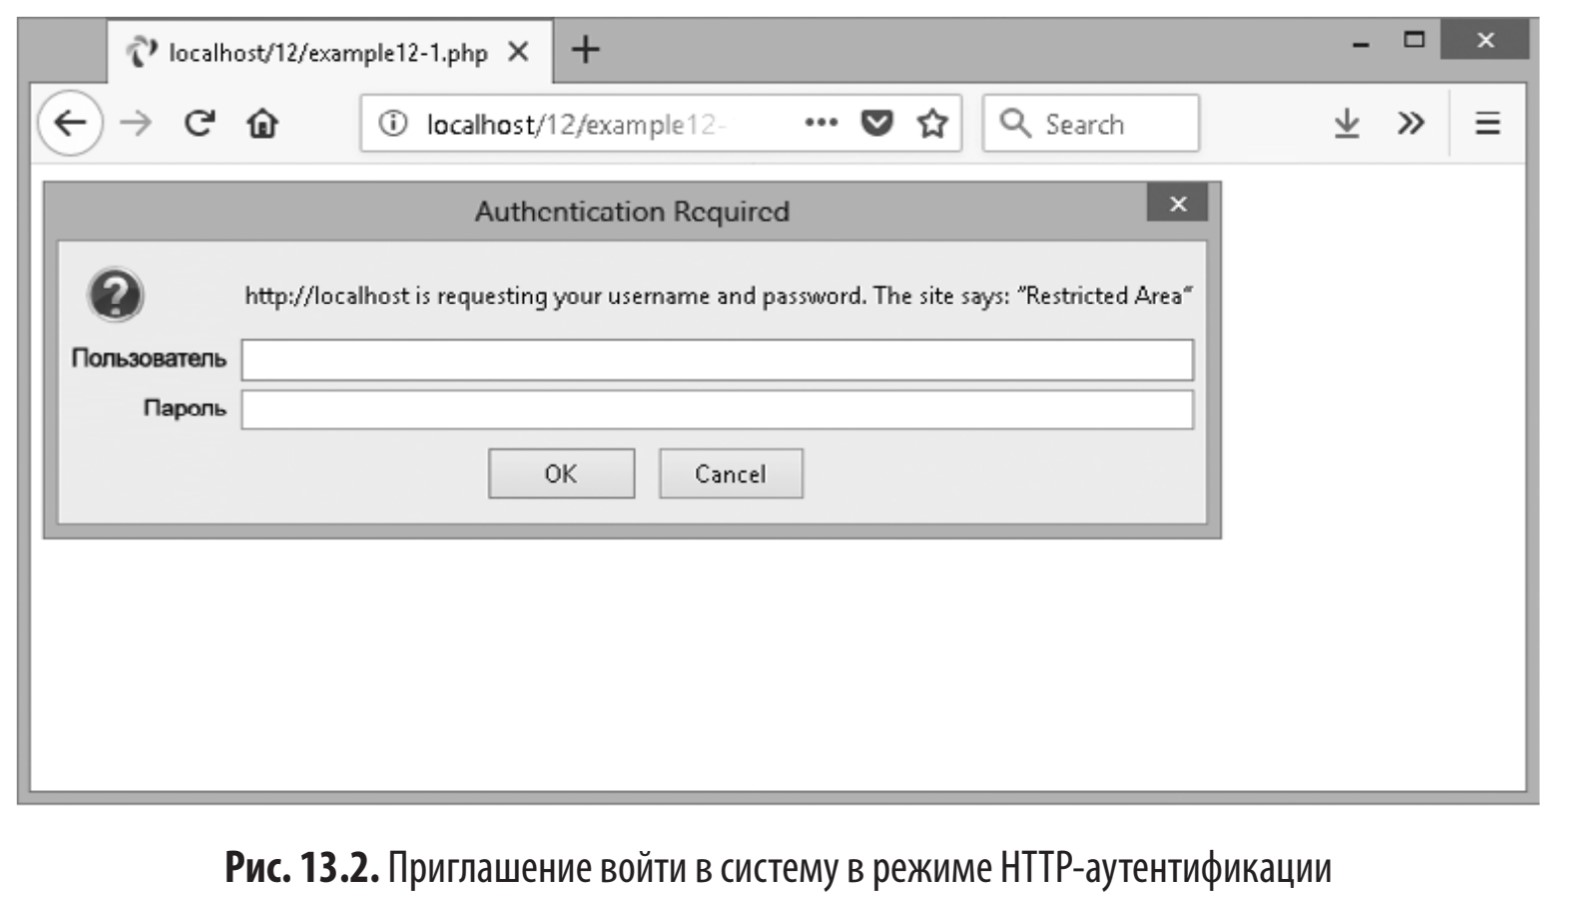 localhost/12/example12-1.php
localhost/12/example12-
Search
Authentication Required
http://localhost is requesting your username and password. The site says: "Restricted Area"
Пользователь
Пароль
OK
Cancel
Рис. 13.2. Приглашение войти в систему в режиме HTTP-аутентификации